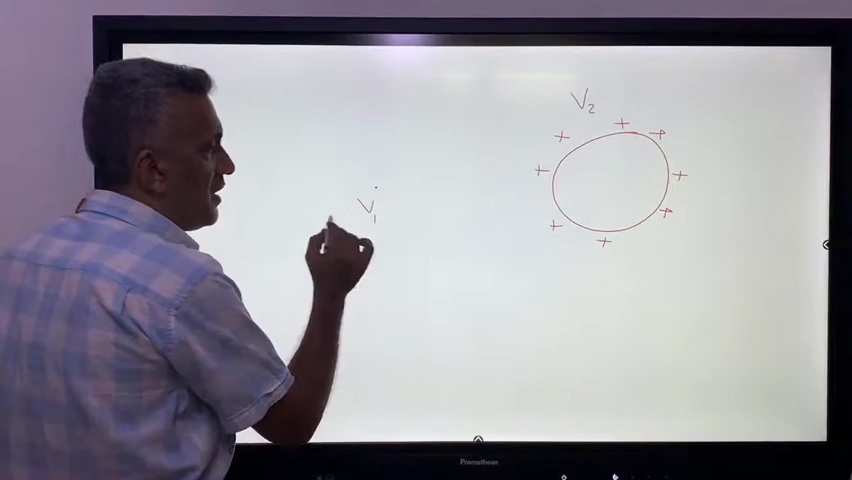 V2
+ + +
+ +
V1
+ +
+
Promethean